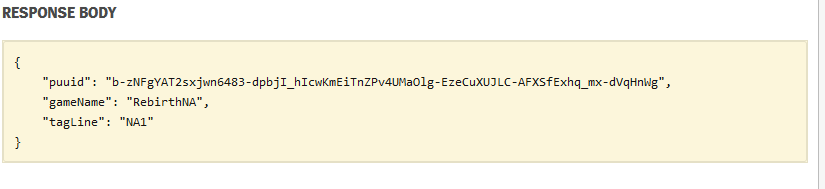 RESPONSE BODY
{
"puuid": "b-zNFgYAT2sxjwn6483-dpbjI_hIcwKmEiTnZPv4UMaOlg-EzeCuXUJLC-AFXSfExhq_mx-dVqHnWg",
"gameName": "RebirthNA",
"tagLine": "NA1"
}